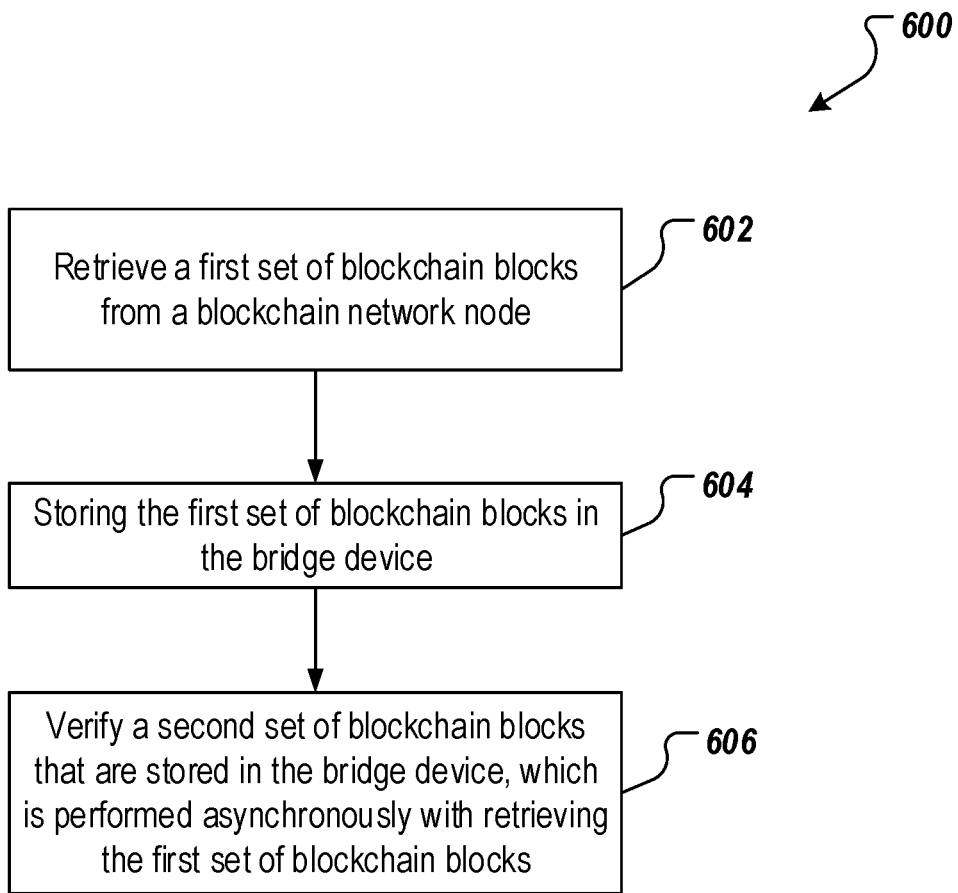 600
602
Retrieve a first set of blockchain blocks
from a blockchain network node
604
Storing the first set of blockchain blocks in
the bridge device
606
Verify a second set of blockchain blocks
that are stored in the bridge device, which
is performed asynchronously with retrieving
the first set of blockchain blocks